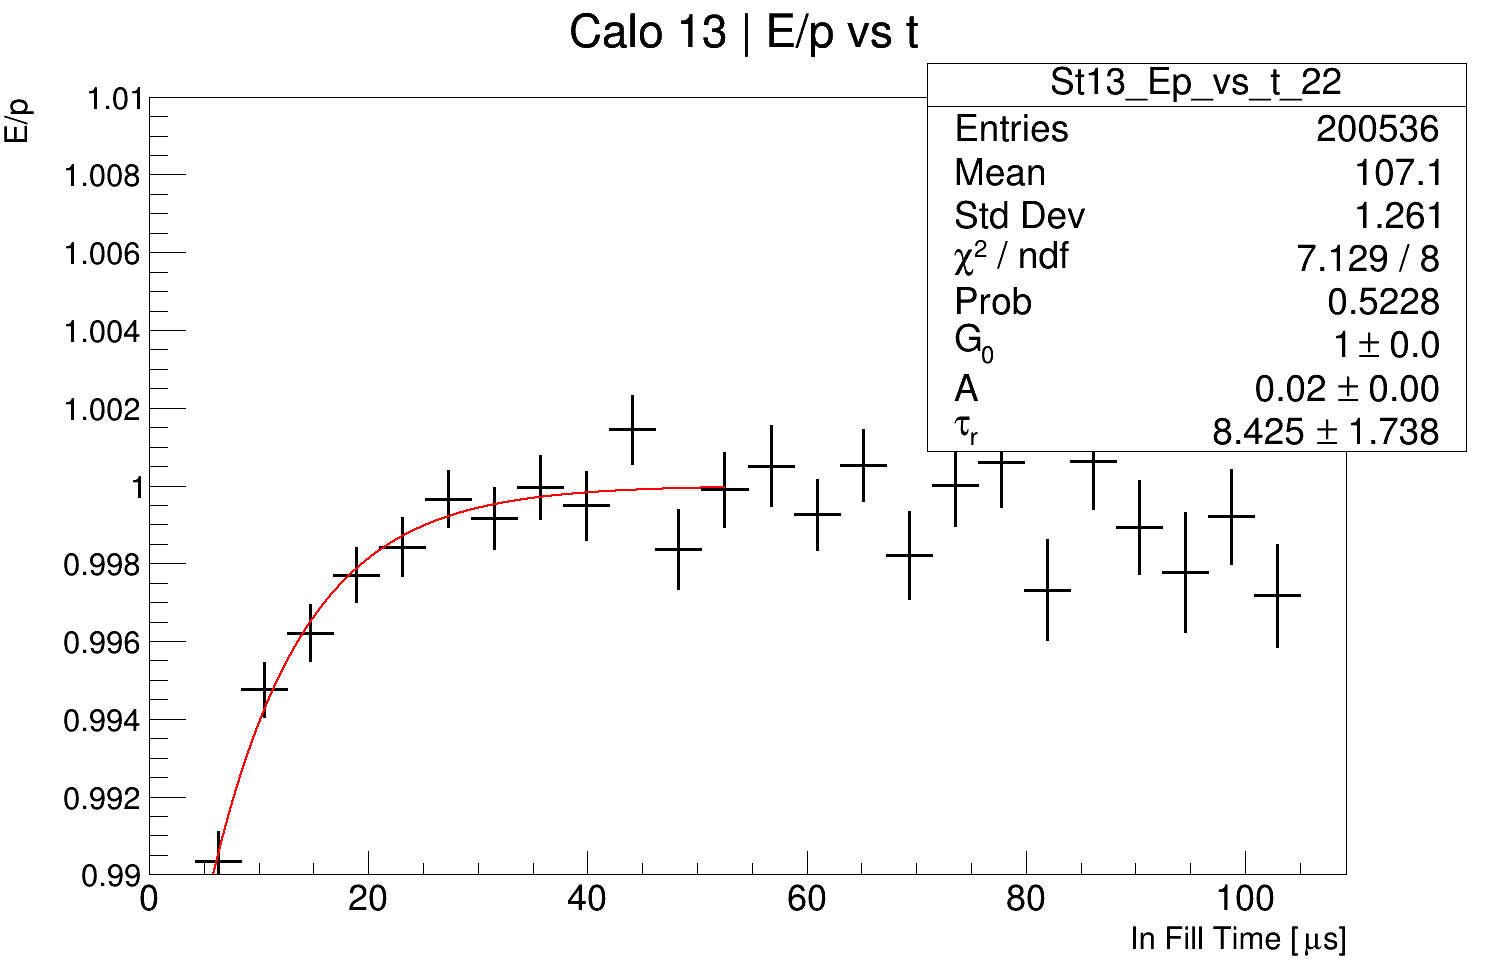 Calo 13 | E/p vs t
E/p
St13_Ep_vs_t_22
Entries 200536
Mean 107.1
Std Dev 1.261
χ² / ndf 7.129 / 8
Prob 0.5228
G₀ 1 ± 0.0
A 0.02 ± 0.00
τᵣ 8.425 ± 1.738
1.01
1.008
1.006
1.004
1.002
1
0.998
0.996
0.994
0.992
0.99
0 20 40 60 80 100
In Fill Time [μs]